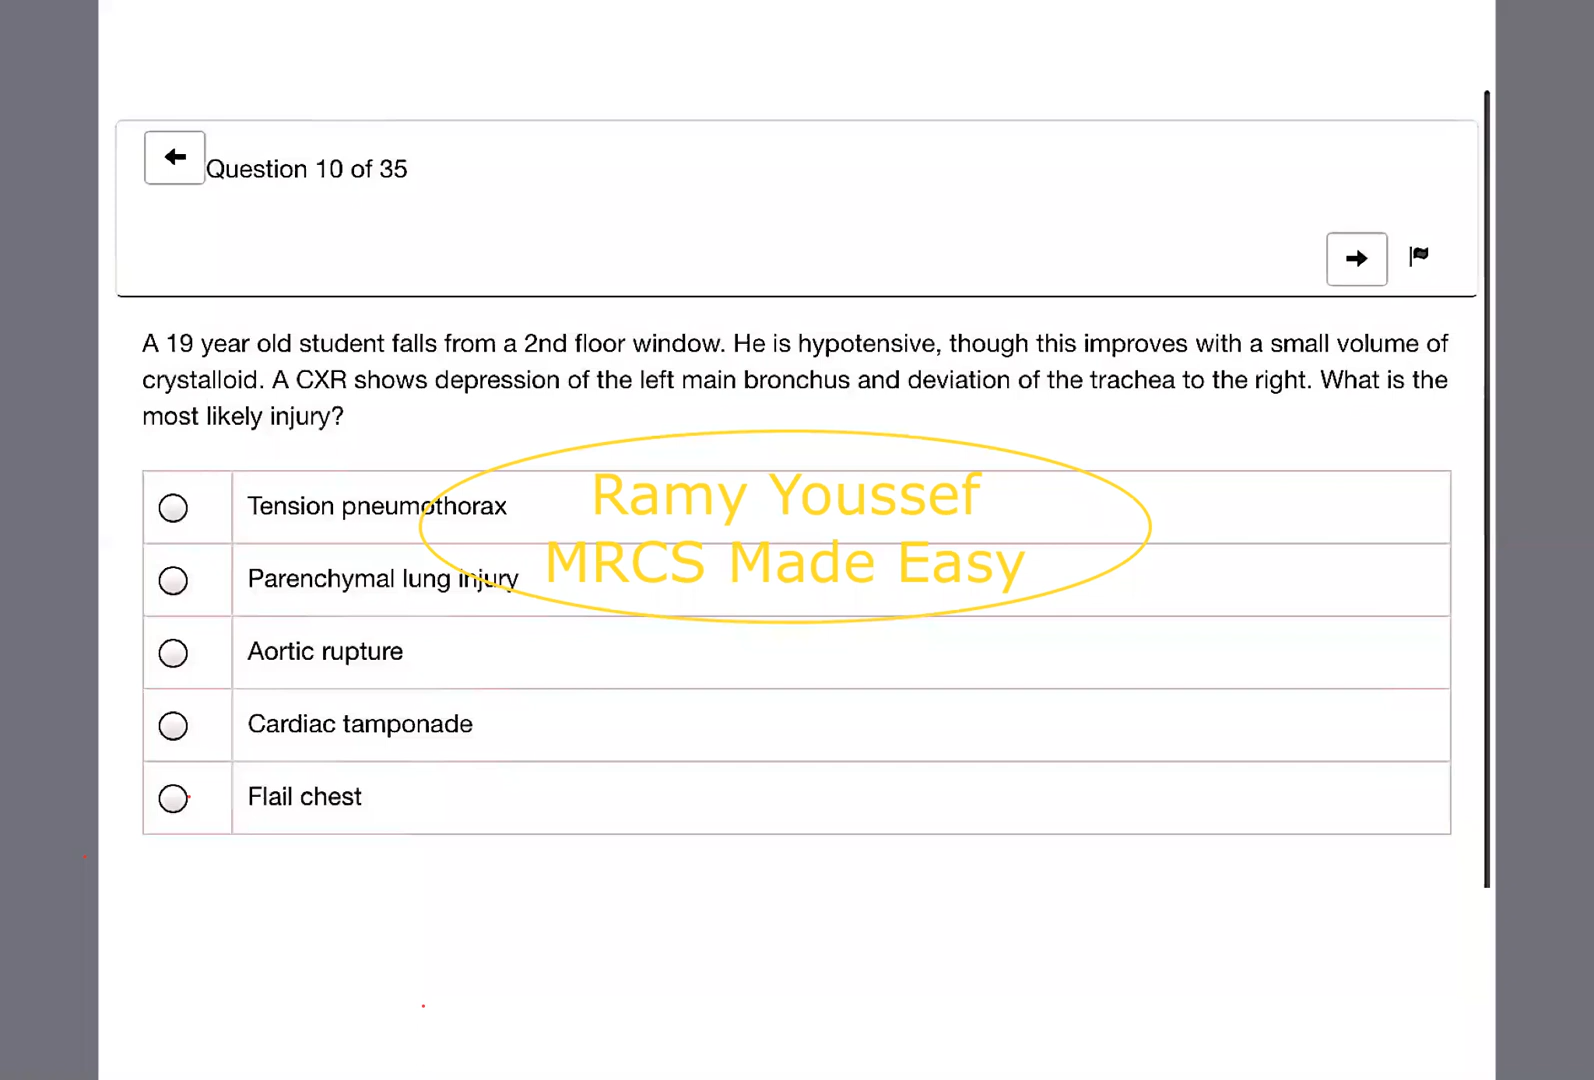 Question 10 of 35
A 19 year old student falls from a 2nd floor window. He is hypotensive, though this improves with a small volume of
crystalloid. A CXR shows depression of the left main bronchus and deviation of the trachea to the right. What is the
most likely injury?
Tension pneumothorax
Ramy Youssef
Parenchymal lung injury
MRCS Made Easy
Aortic rupture
Cardiac tamponade
Flail chest